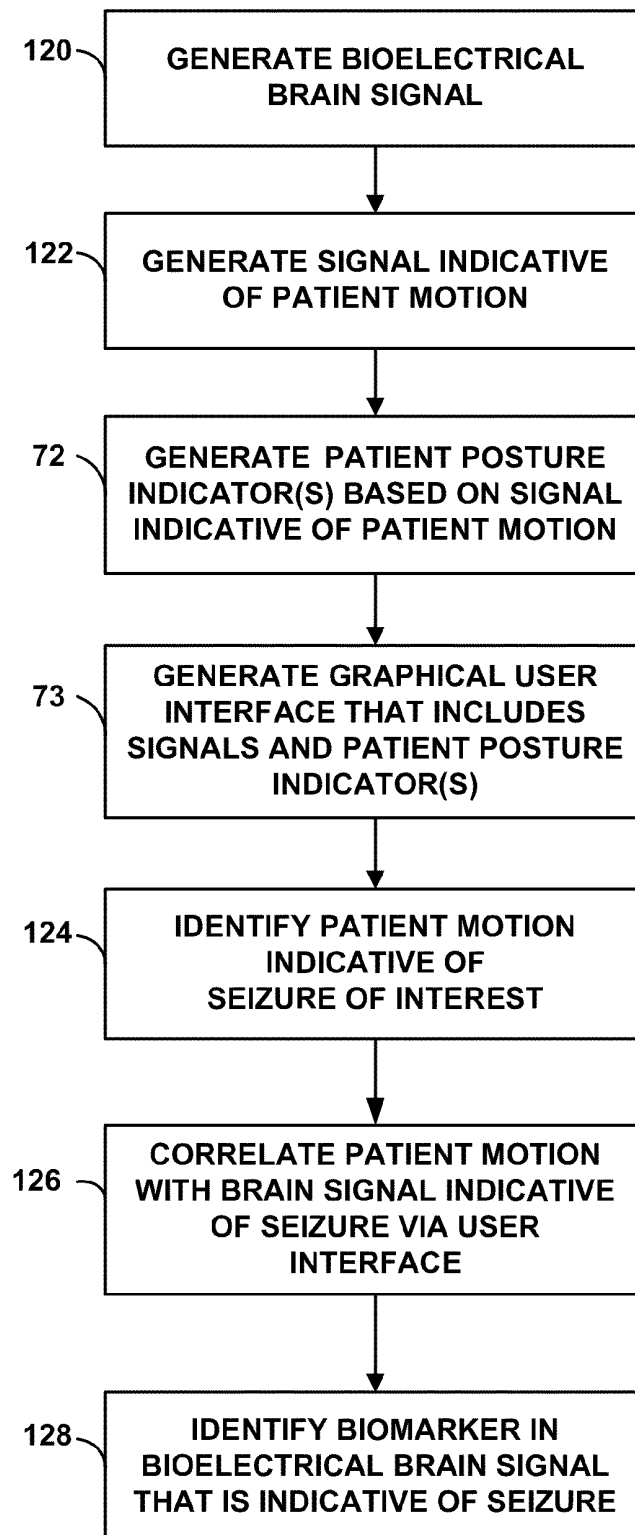 120
GENERATE BIOELECTRICAL
BRAIN SIGNAL
122
GENERATE SIGNAL INDICATIVE
OF PATIENT MOTION
72
GENERATE PATIENT POSTURE
INDICATOR(S) BASED ON SIGNAL
INDICATIVE OF PATIENT MOTION
73
GENERATE GRAPHICAL USER
INTERFACE THAT INCLUDES
SIGNALS AND PATIENT POSTURE
INDICATOR(S)
124
IDENTIFY PATIENT MOTION
INDICATIVE OF
SEIZURE OF INTEREST
126
CORRELATE PATIENT MOTION
WITH BRAIN SIGNAL INDICATIVE
OF SEIZURE VIA USER
INTERFACE
128
IDENTIFY BIOMARKER IN
BIOELECTRICAL BRAIN SIGNAL
THAT IS INDICATIVE OF SEIZURE